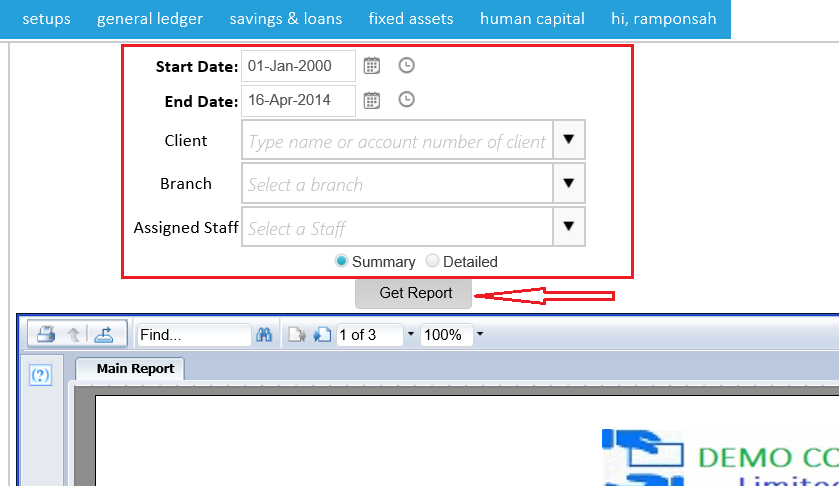 setups general ledger savings & loans fixed assets human capital hi, ramponsah
Start Date: 01-Jan-2000
End Date: 16-Apr-2014
Client Type name or account number of client
Branch Select a branch
Assigned Staff Select a Staff
Summary Detailed
Get Report
Find... 1 of 3 100%
(?) Main Report
DEMO CO
Limited